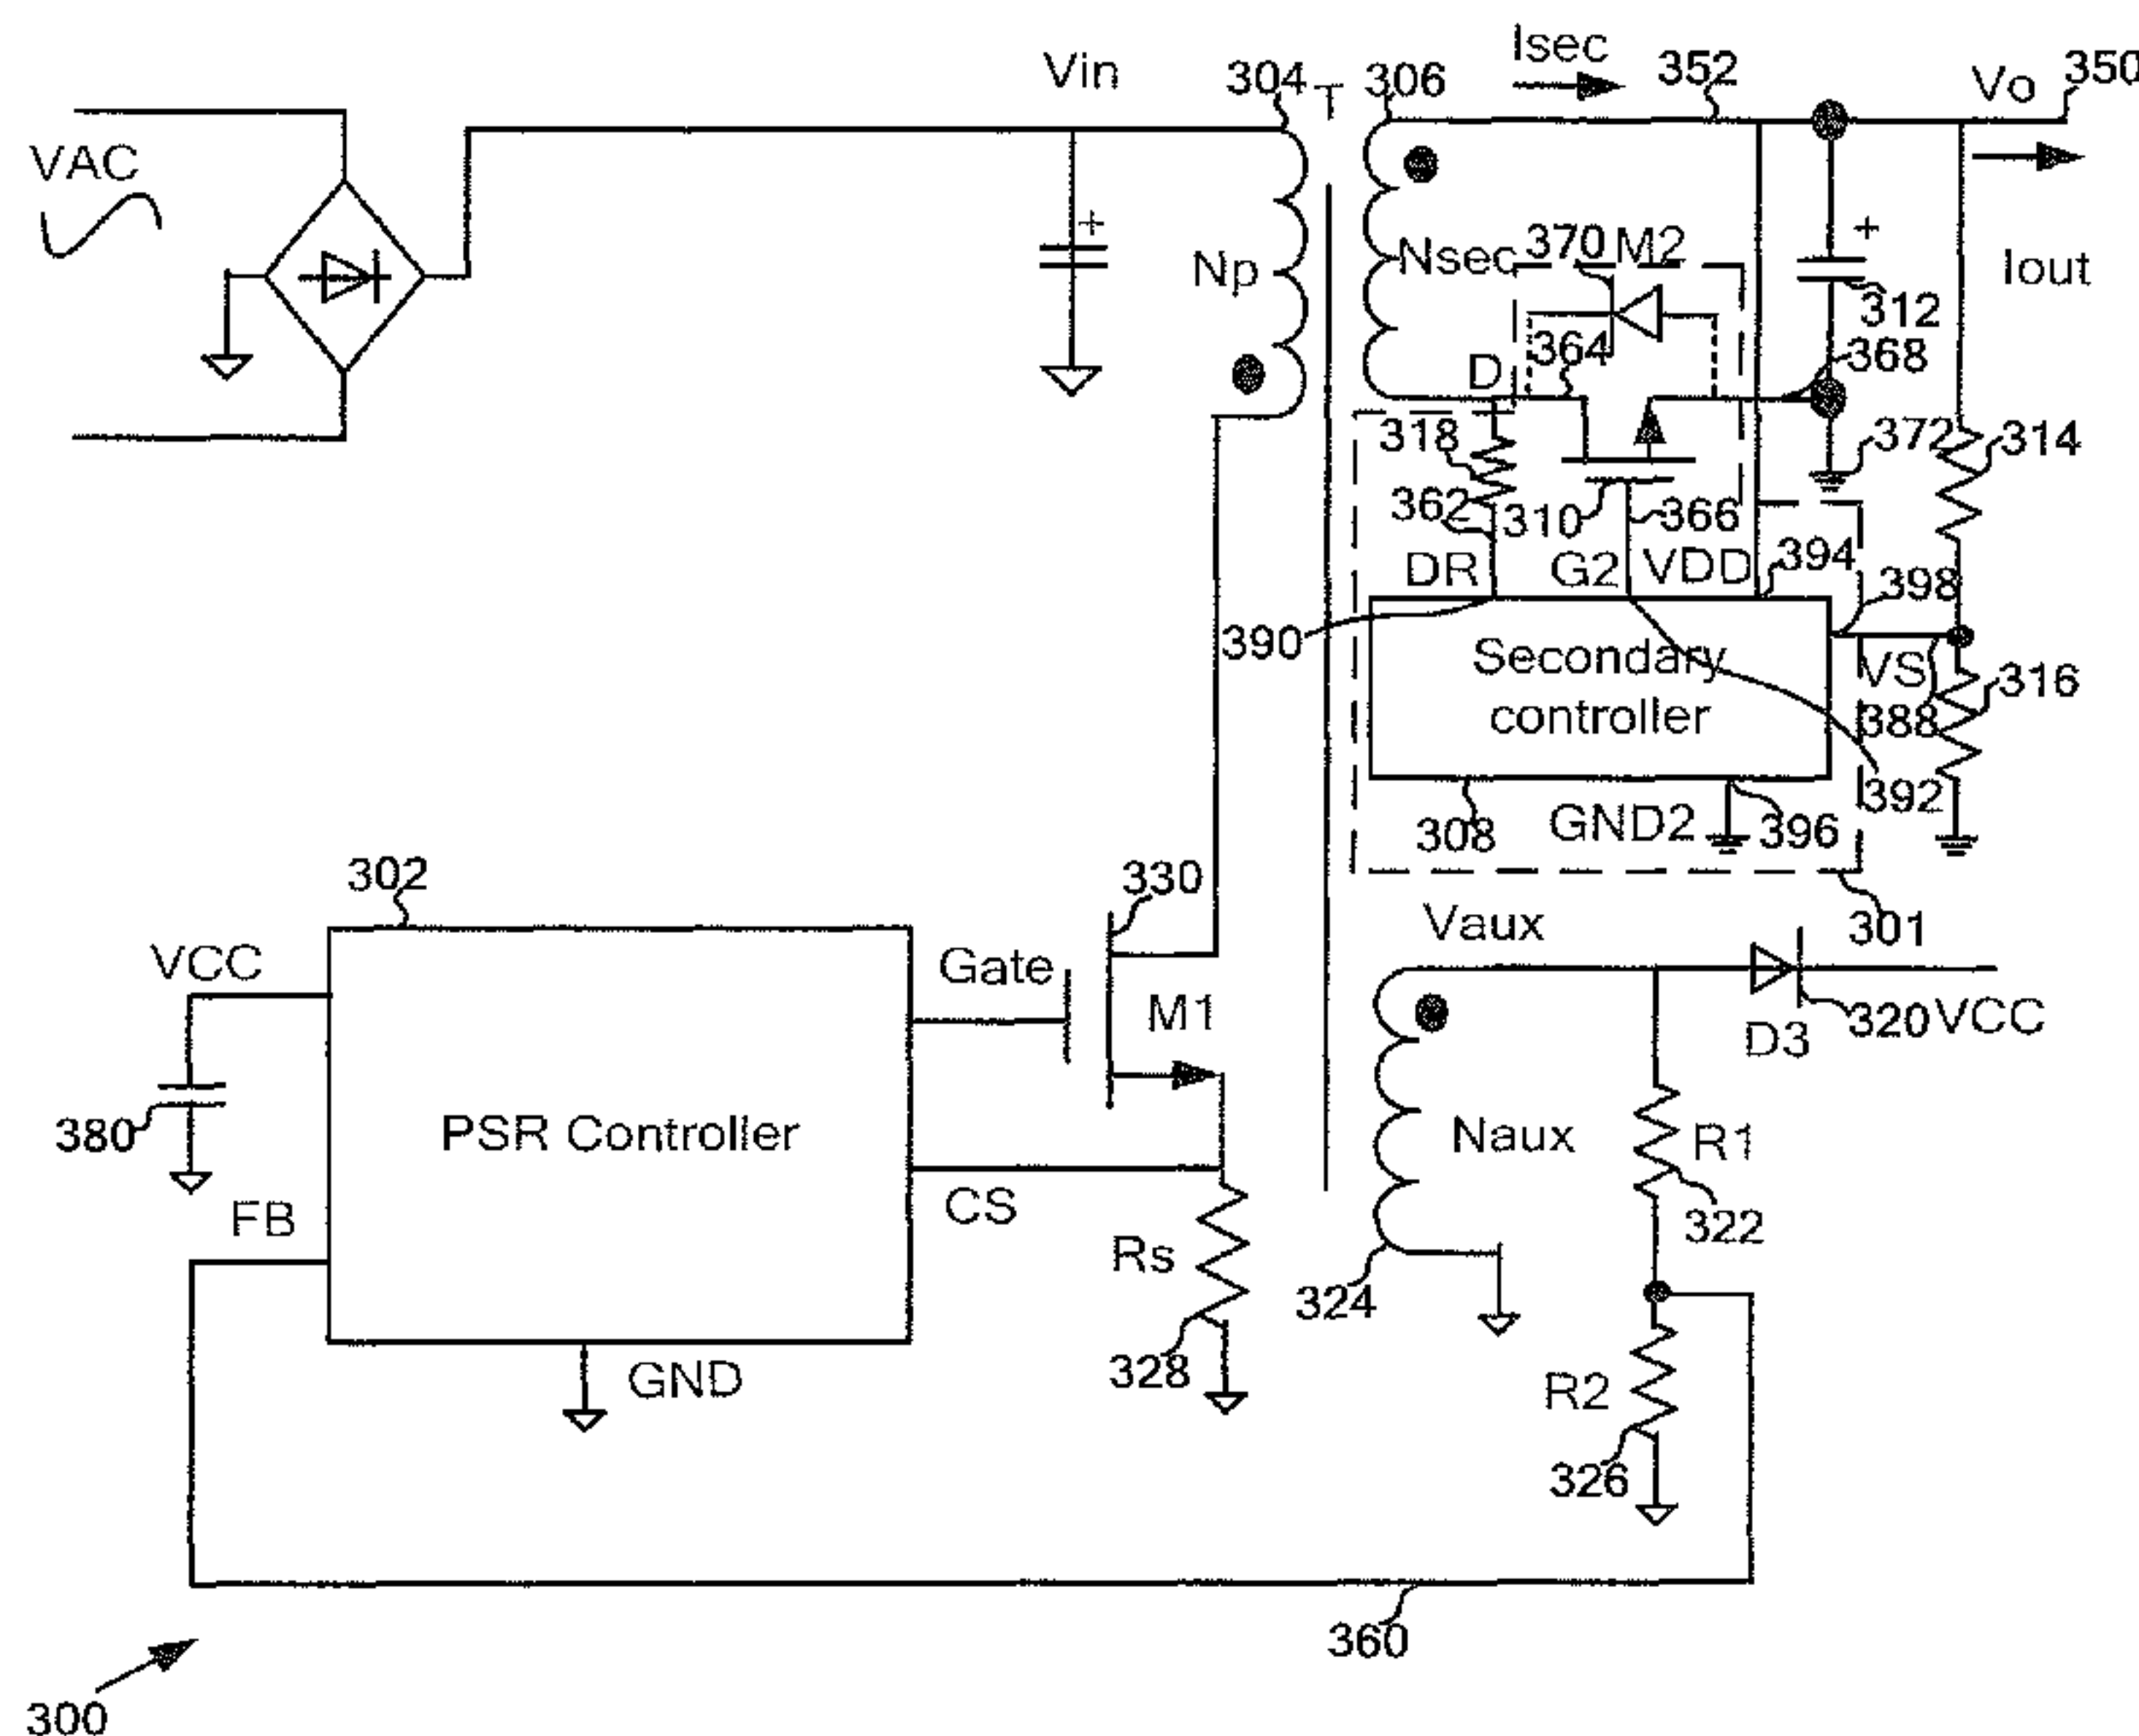 Isec
Vin
304
T
306
352
Vo
350
VAC
Np
Nsec
370
M2
Iout
312
364
368
D
318
372
314
362
310
366
DR
G2
VDD
394
398
390
Secondary
controller
VS
316
388
392
308
GND2
396
302
330
301
Vaux
VCC
Gate
M1
320
VCC
D3
380
PSR Controller
Naux
R1
322
FB
CS
Rs
324
328
GND
R2
326
360
300